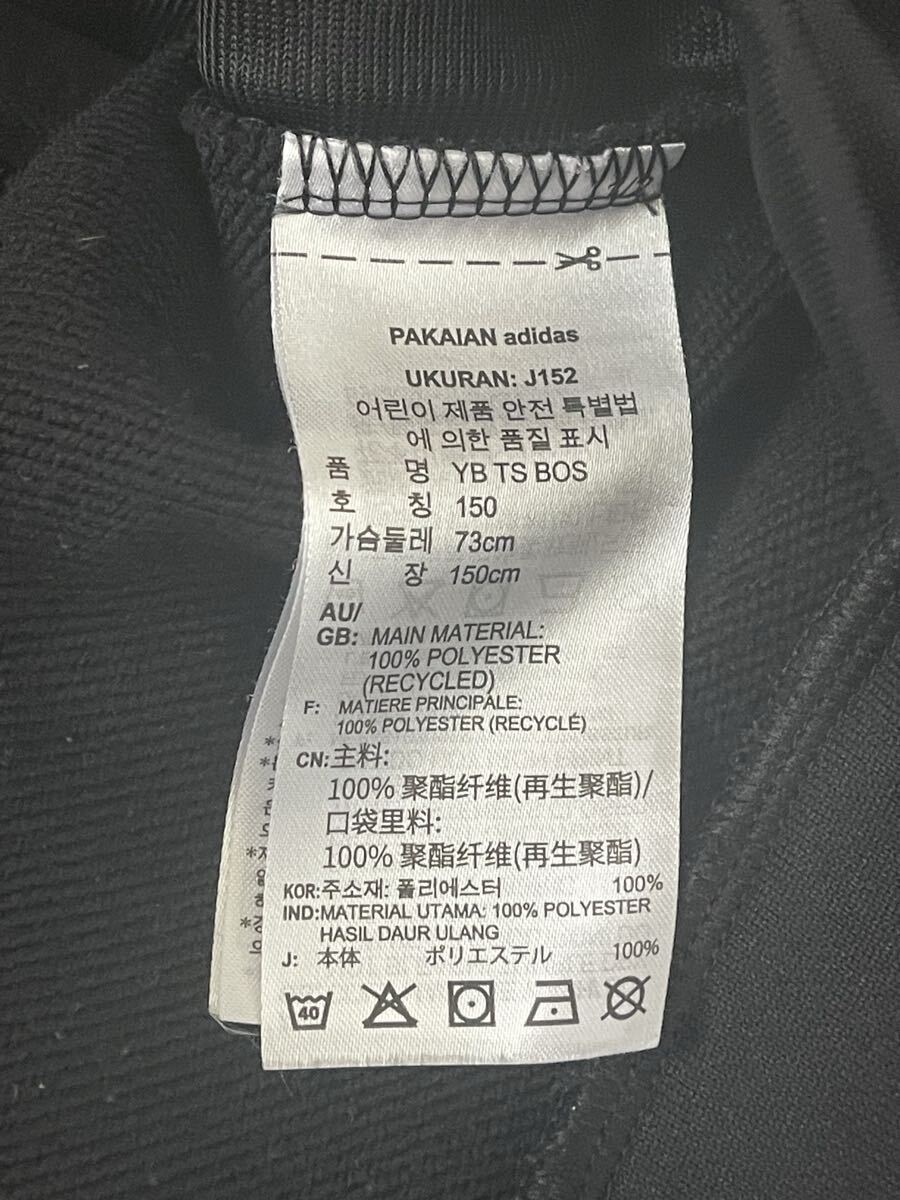 PAKAIAN adidas
UKURAN: J152
어린이 제품 안전 특별법
에 의한 품질 표시
품 명 YB TS BOS
호 칭 150
가슴둘레 73cm
신 장 150cm
AU/
GB: MAIN MATERIAL:
100% POLYESTER
(RECYCLED)
F: MATIERE PRINCIPALE:
100% POLYESTER (RECYCLÉ)
CN:主料:
100% 聚酯纤维(再生聚酯)/
口袋里料:
100% 聚酯纤维(再生聚酯)
KOR:주소재: 폴리에스터 100%
IND:MATERIAL UTAMA: 100% POLYESTER
HASIL DAUR ULANG
J: 本体 ポリエステル 100%
40